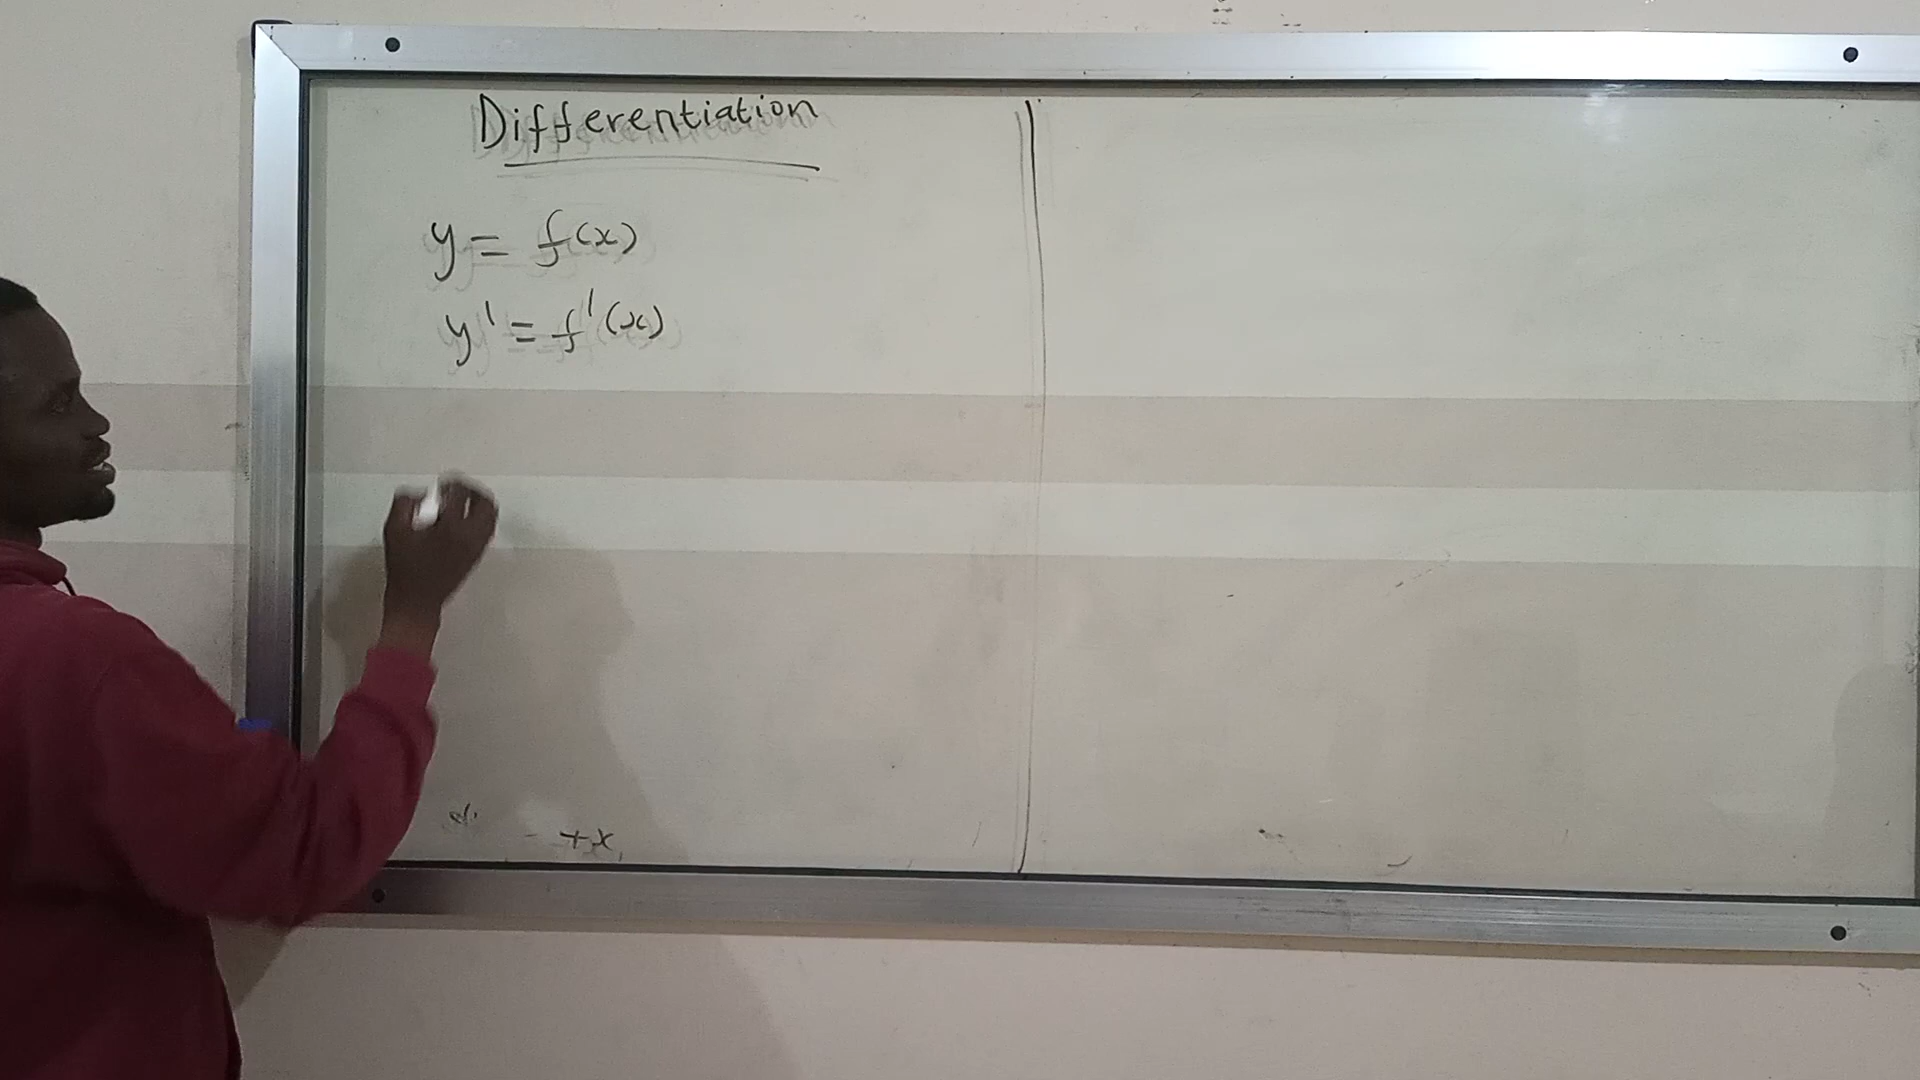 Differentiation
y = f(x)
y' = f'(x)
+x